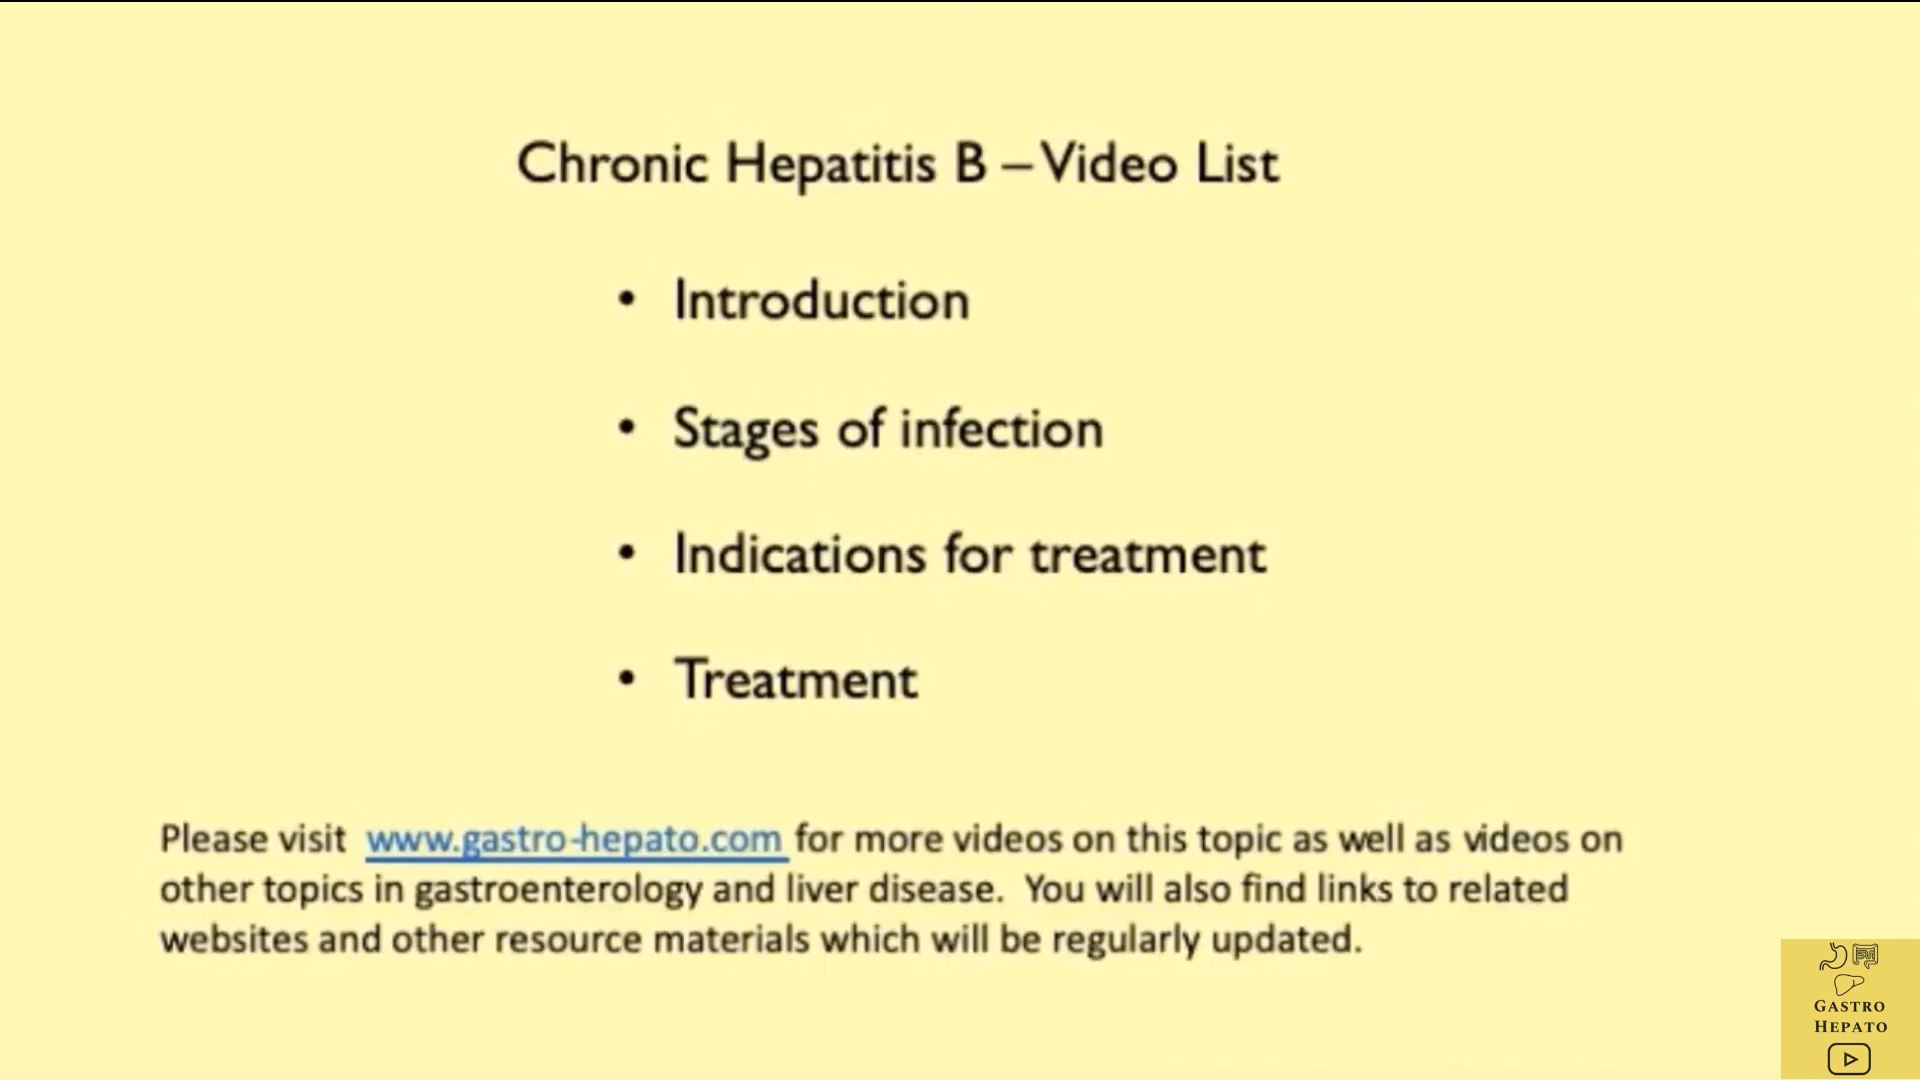 Chronic Hepatitis B – Video List
• Introduction
• Stages of infection
• Indications for treatment
• Treatment
Please visit www.gastro-hepato.com for more videos on this topic as well as videos on
other topics in gastroenterology and liver disease. You will also find links to related
websites and other resource materials which will be regularly updated.
GASTRO
HEPATO